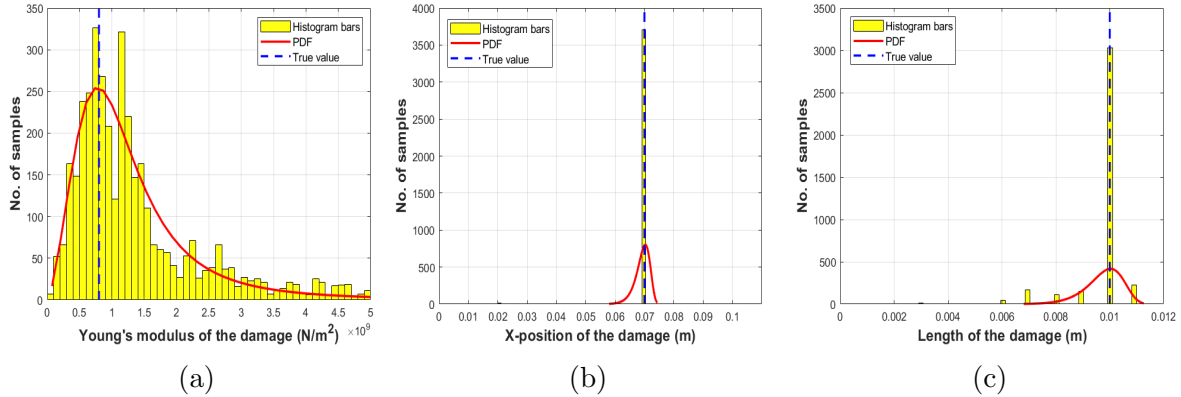 350
300
250
200
150
100
50
0
No. of samples
Histogram bars
PDF
True value
0 0.5 1 1.5 2 2.5 3 3.5 4 4.5 5
×10⁹
Young's modulus of the damage (N/m²)
(a)
4000
3500
3000
2500
2000
1500
1000
500
0
No. of samples
Histogram bars
PDF
True value
0 0.01 0.02 0.03 0.04 0.05 0.06 0.07 0.08 0.09 0.1
X-position of the damage (m)
(b)
3500
3000
2500
2000
1500
1000
500
0
No. of samples
Histogram bars
PDF
True value
0 0.002 0.004 0.006 0.008 0.01 0.012
Length of the damage (m)
(c)